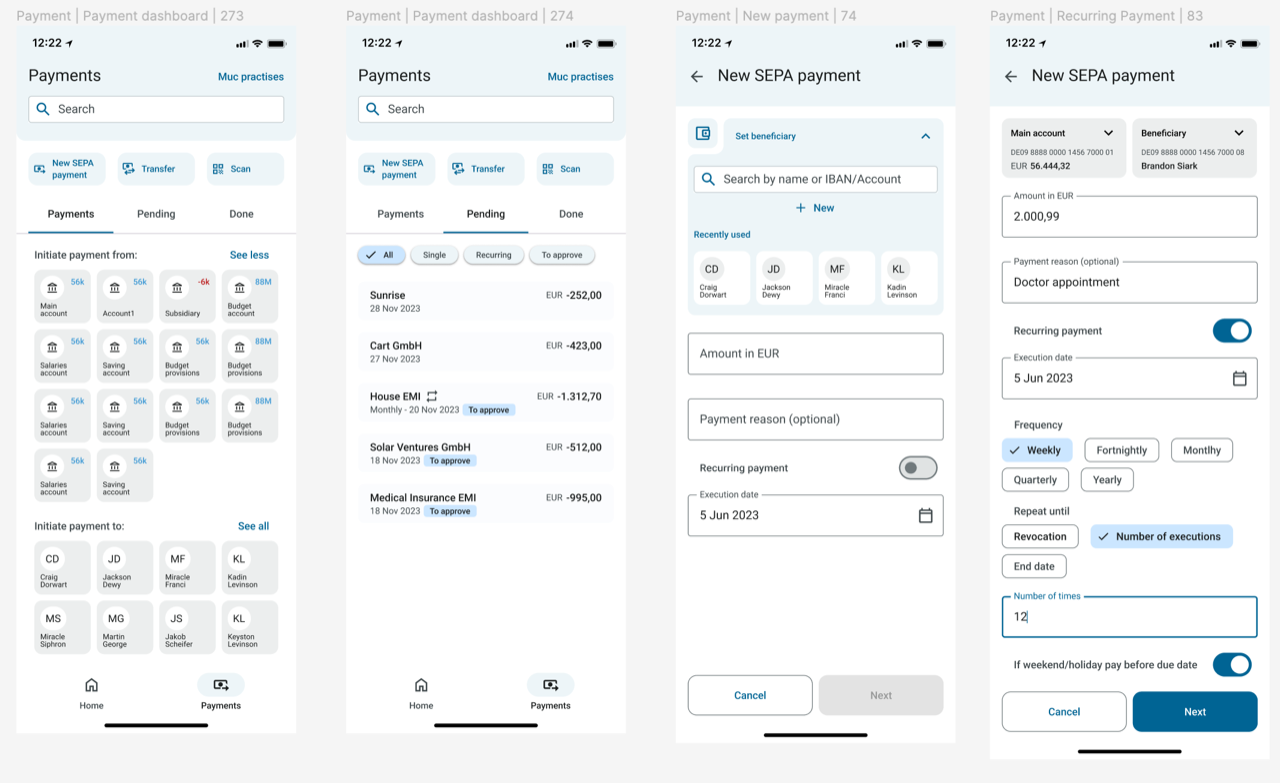 Payment | Payment dashboard | 273
12:22
Payments
Muc practises
Search
New SEPA
payment
Transfer
Scan
Payments
Pending
Done
Initiate payment from:
See less
56k
Main
account
56k
Account1
-6k
Subsidiary
88M
Budget
account
56k
Salaries
account
56k
Saving
account
56k
Budget
provisions
88M
Budget
provisions
56k
Salaries
account
56k
Saving
account
56k
Budget
provisions
88M
Budget
provisions
56k
Salaries
account
56k
Saving
account
Initiate payment to:
See all
CD
Craig
Dorwart
JD
Jackson
Dewy
MF
Miracle
Franci
KL
Kadin
Levinson
MS
Miracle
Siphron
MG
Martin
George
JS
Jakob
Scheifer
KL
Keyston
Levinson
Home
Payments
Payment | Payment dashboard | 274
12:22
Payments
Muc practises
Search
New SEPA
payment
Transfer
Scan
Payments
Pending
Done
All
Single
Recurring
To approve
Sunrise
EUR -252,00
28 Nov 2023
Cart GmbH
EUR -423,00
27 Nov 2023
House EMI
EUR -1.312,70
Monthly - 20 Nov 2023 To approve
Solar Ventures GmbH
EUR -512,00
18 Nov 2023 To approve
Medical Insurance EMI
EUR -995,00
18 Nov 2023 To approve
Home
Payments
Payment | New payment | 74
12:22
New SEPA payment
Set beneficiary
Search by name or IBAN/Account
+ New
Recently used
CD
Craig
Dorwart
JD
Jackson
Dewy
MF
Miracle
Franci
KL
Kadin
Levinson
Amount in EUR
Payment reason (optional)
Recurring payment
Execution date
5 Jun 2023
Cancel
Next
Payment | Recurring Payment | 83
12:22
New SEPA payment
Main account
DE09 8888 0000 1456 7000 01
EUR 56.444,32
Beneficiary
DE09 8888 0000 1456 7000 08
Brandon Siark
Amount in EUR
2.000,99
Payment reason (optional)
Doctor appointment
Recurring payment
Execution date
5 Jun 2023
Frequency
Weekly
Fortnightly
Montlhy
Quarterly
Yearly
Repeat until
Revocation
Number of executions
End date
Number of times
12
If weekend/holiday pay before due date
Cancel
Next